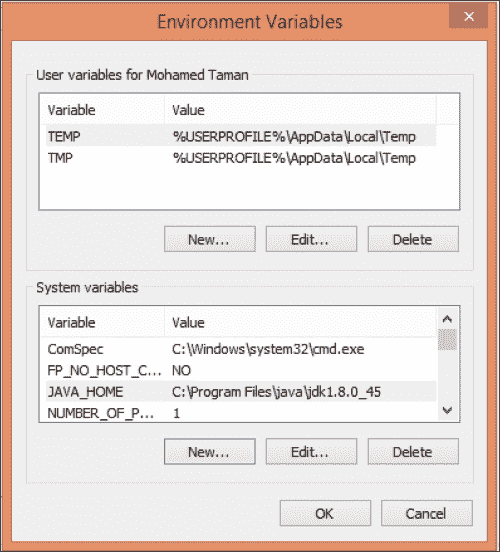 Environment Variables
User variables for Mohamed Taman
Variable Value
TEMP %USERPROFILE%\AppData\Local\Temp
TMP %USERPROFILE%\AppData\Local\Temp
New... Edit... Delete
System variables
Variable Value
ComSpec C:\Windows\system32\cmd.exe
FP_NO_HOST_C... NO
JAVA_HOME C:\Program Files\java\jdk1.8.0_45
NUMBER_OF_P... 1
New... Edit... Delete
OK Cancel